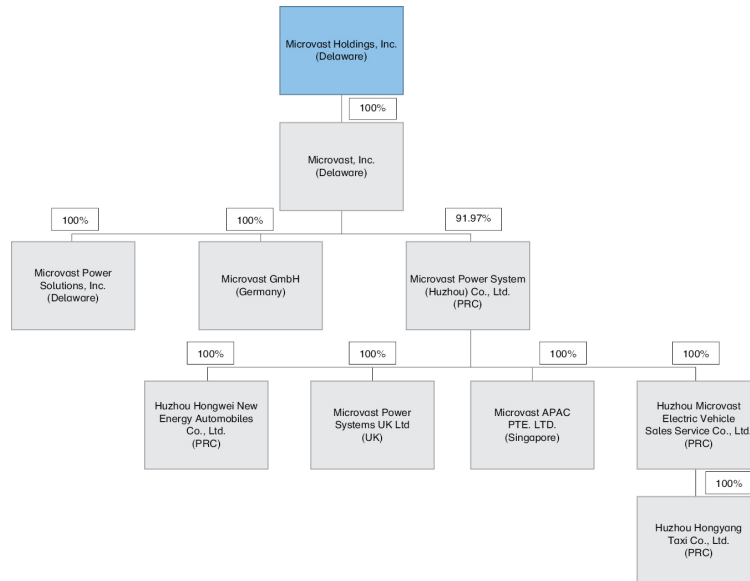 Microvast Holdings, Inc.
(Delaware)
100%
Microvast, Inc.
(Delaware)
100%
100%
91.97%
Microvast Power
Solutions, Inc.
(Delaware)
Microvast GmbH
(Germany)
Microvast Power System
(Huzhou) Co., Ltd.
(PRC)
100%
100%
100%
100%
Huzhou Hongwei New
Energy Automobiles
Co., Ltd.
(PRC)
Microvast Power
Systems UK Ltd
(UK)
Microvast APAC
PTE. LTD.
(Singapore)
Huzhou Microvast
Electric Vehicle
Sales Service Co., Ltd.
(PRC)
100%
Huzhou Hongyang
Taxi Co., Ltd.
(PRC)